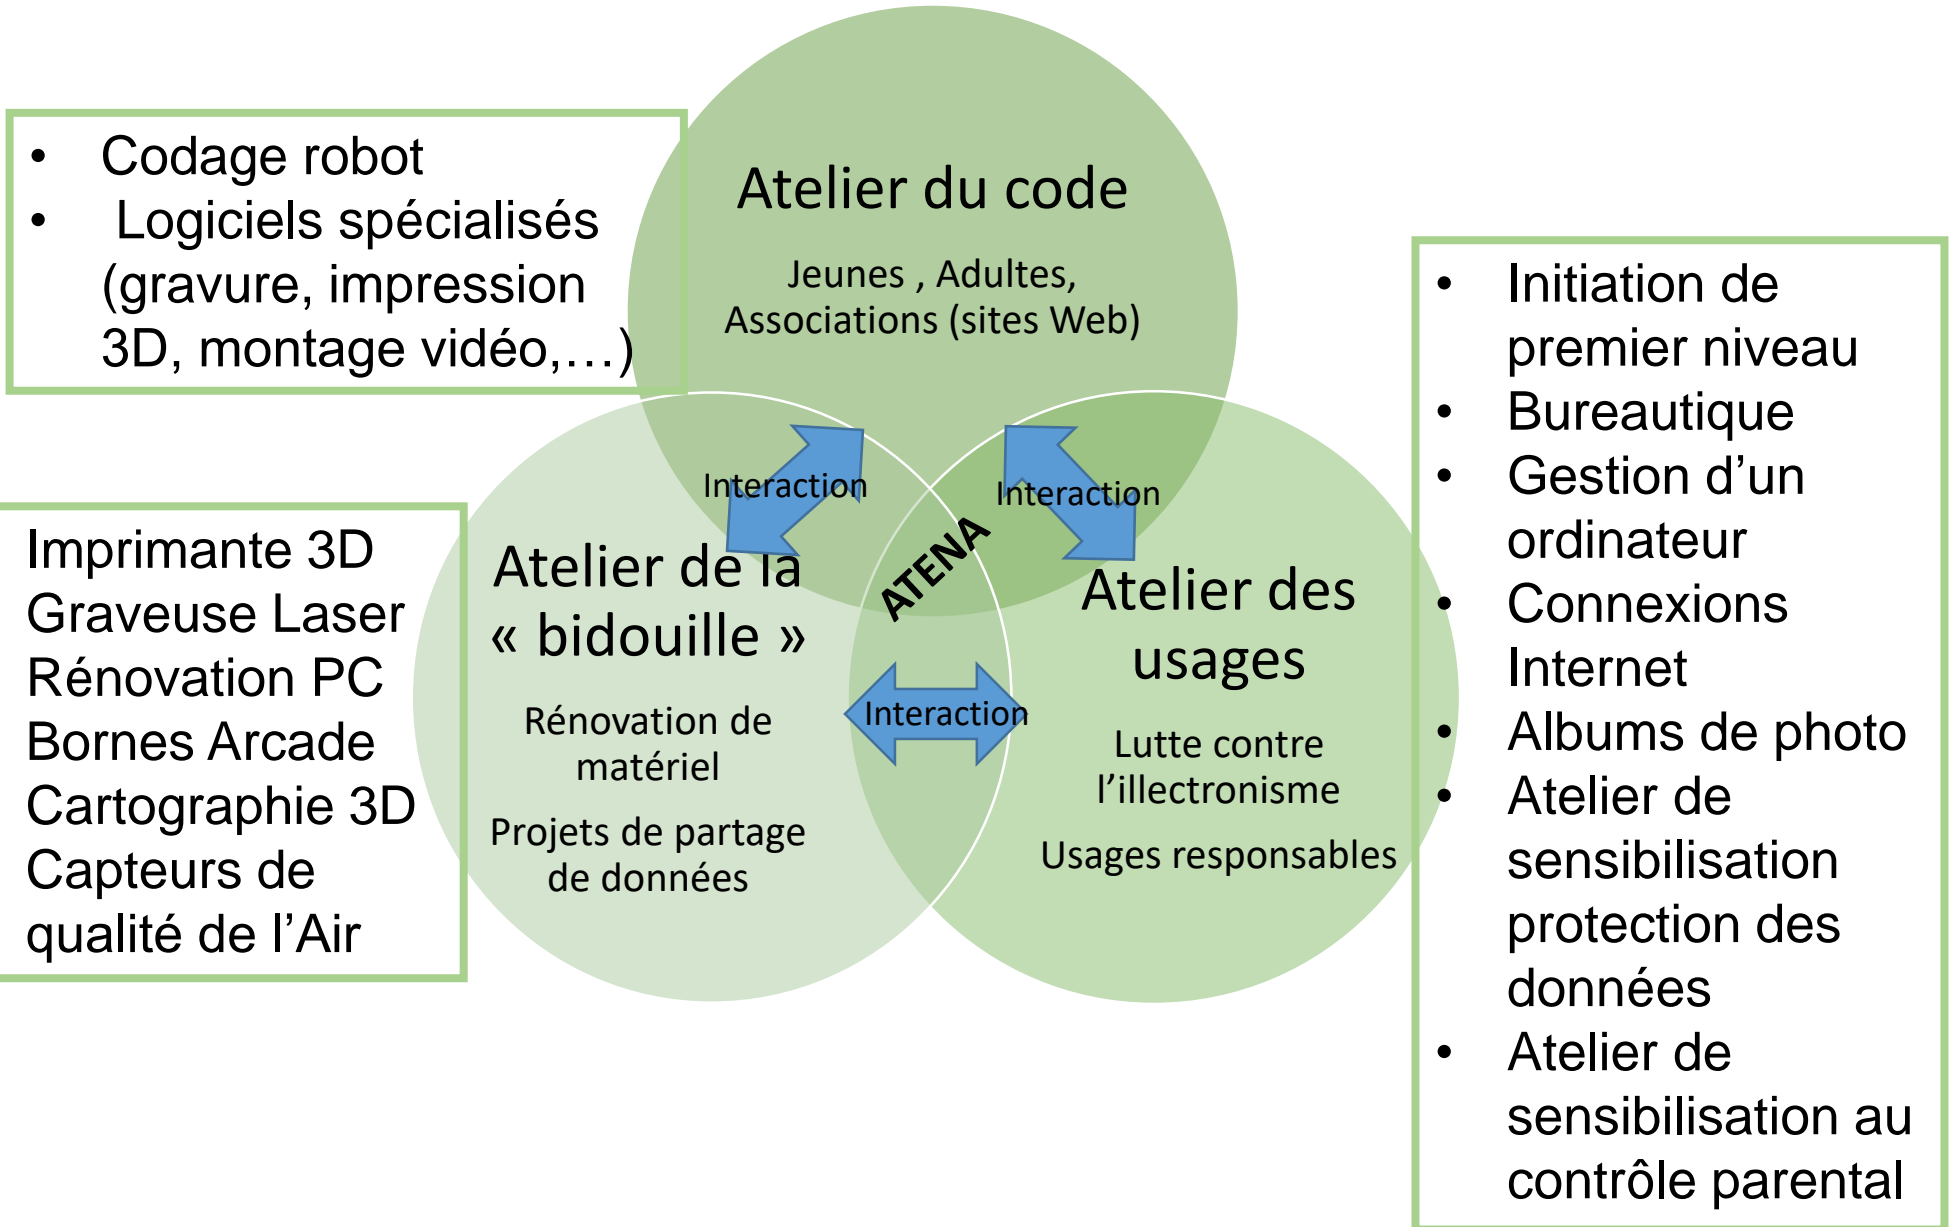 • Codage robot
• Logiciels spécialisés
(gravure, impression
3D, montage vidéo,…)
Atelier du code
Jeunes , Adultes,
Associations (sites Web)
Imprimante 3D
Graveuse Laser
Rénovation PC
Bornes Arcade
Cartographie 3D
Capteurs de
qualité de l’Air
Interaction
Interaction
ATENA
Atelier de la
« bidouille »
Rénovation de
matériel
Projets de partage
de données
Interaction
Atelier des
usages
Lutte contre
l’illectronisme
Usages responsables
• Initiation de
premier niveau
• Bureautique
• Gestion d’un
ordinateur
• Connexions
Internet
• Albums de photo
• Atelier de
sensibilisation
protection des
données
• Atelier de
sensibilisation au
contrôle parental